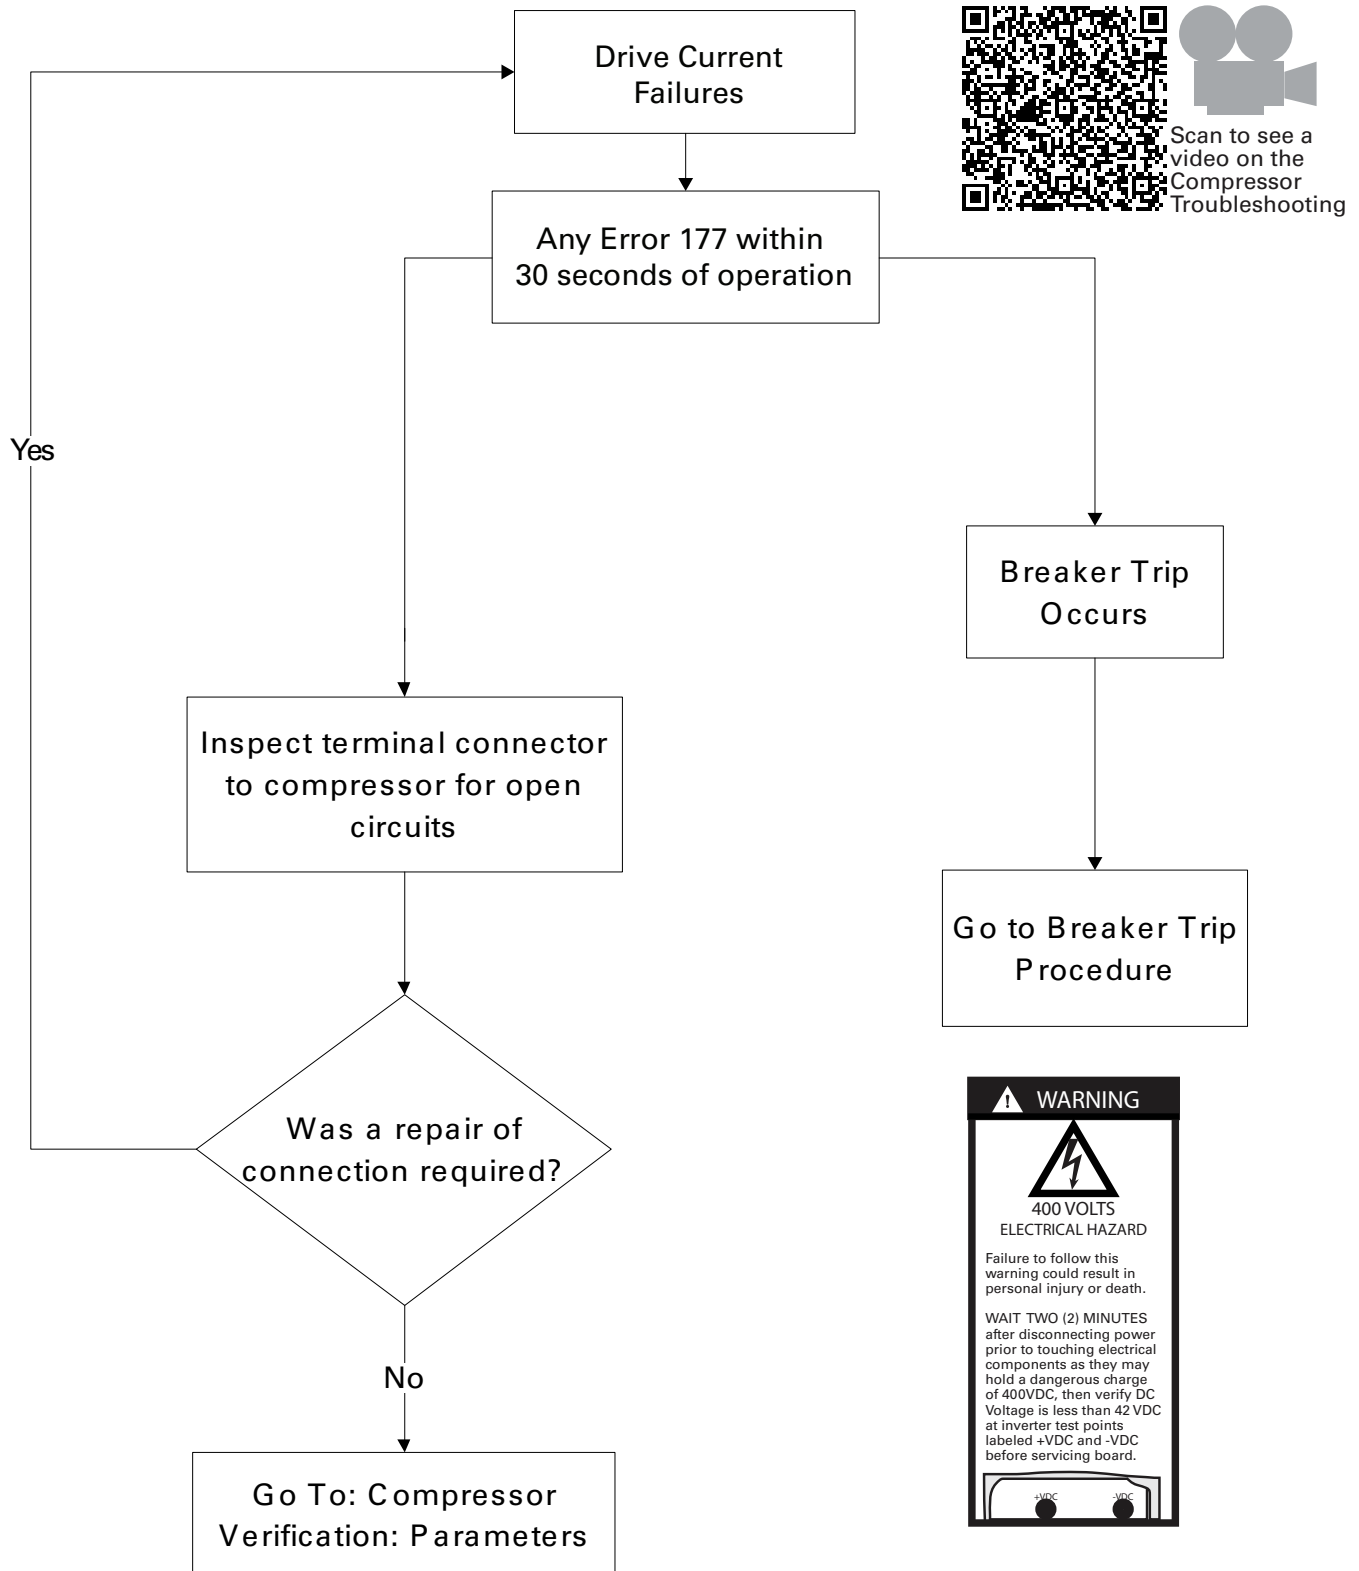 Drive Current
Failures
Scan to see a
video on the
Compressor
Troubleshooting
Any Error 177 within
30 seconds of operation
Yes
Breaker Trip
Occurs
Inspect terminal connector
to compressor for open
circuits
Go to Breaker Trip
Procedure
Was a repair of
connection required?
No
Go To: Compressor
Verification: Parameters
! WARNING
400 VOLTS
ELECTRICAL HAZARD
Failure to follow this
warning could result in
personal injury or death.
WAIT TWO (2) MINUTES
after disconnecting power
prior to touching electrical
components as they may
hold a dangerous charge
of 400VDC, then verify DC
Voltage is less than 42 VDC
at inverter test points
labeled +VDC and -VDC
before servicing board.
+VDC -VDC